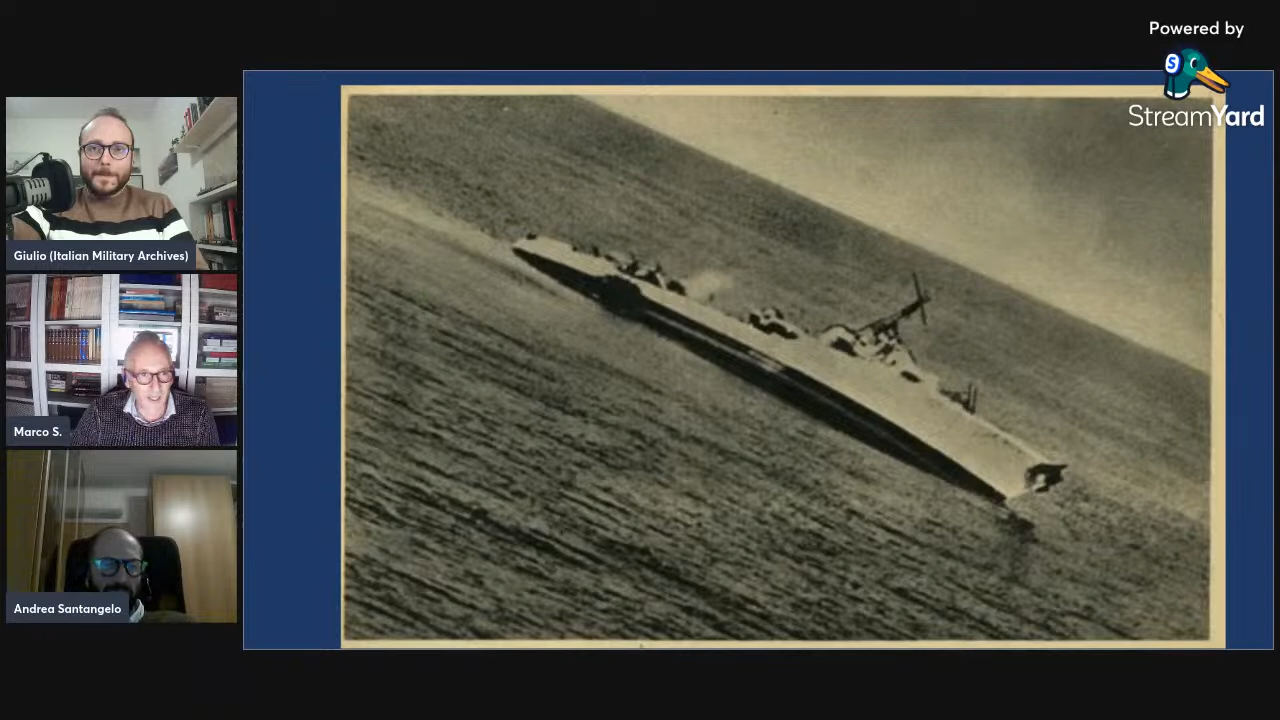 Powered by
S
StreamYard
Giulio (Italian Military Archives)
Marco S.
Andrea Santangelo